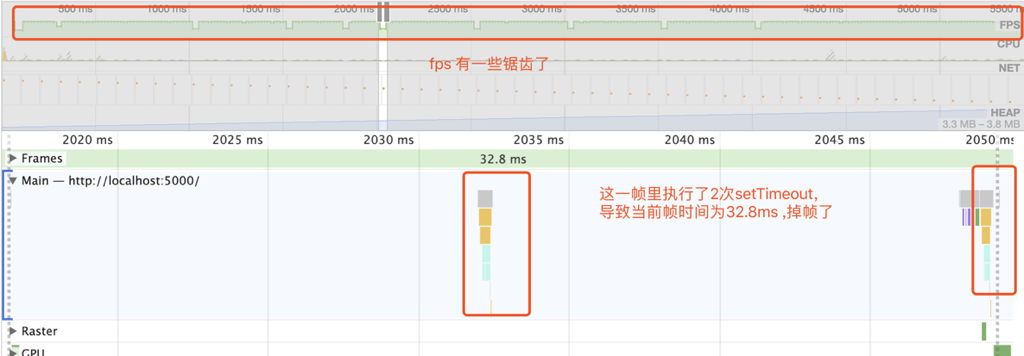 500 ms 1000 ms 1500 ms 2000 ms 2500 ms 3000 ms 3500 ms 4000 ms 4500 ms 5000 ms 5500
FPS
CPU
fps 有一些锯齿了
NET
HEAP
3.3 MB – 3.8 MB
2020 ms 2025 ms 2030 ms 2035 ms 2040 ms 2045 ms 2050 ms
Frames 32.8 ms
Main — http://localhost:5000/
这一帧里执行了2次setTimeout,
导致当前帧时间为32.8ms ,掉帧了
Raster
GPU